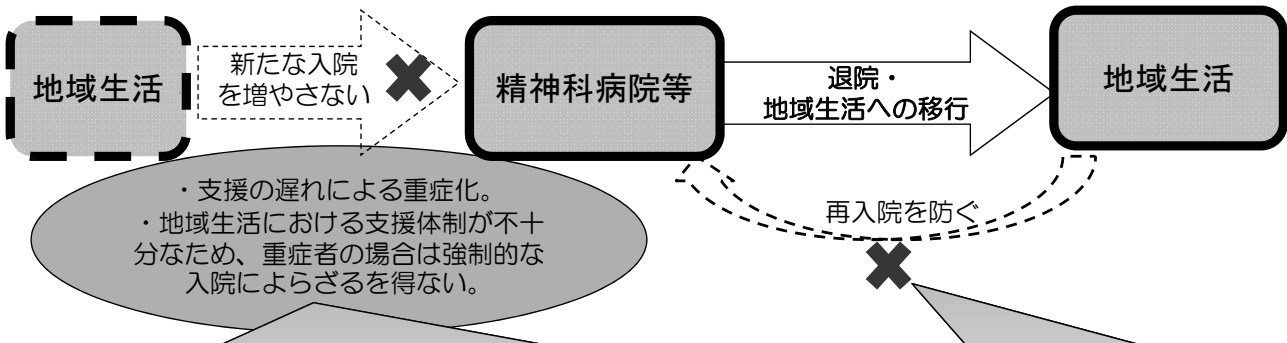 地域生活
新たな入院
を増やさない
精神科病院等
退院・
地域生活への移行
地域生活
・支援の遅れによる重症化。
・地域生活における支援体制が不十
分なため、重症者の場合は強制的な
入院によらざるを得ない。
再入院を防ぐ